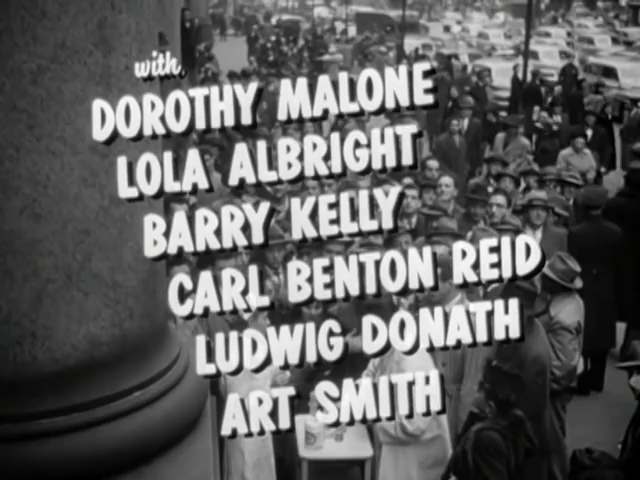 with
DOROTHY MALONE
LOLA ALBRIGHT
BARRY KELLY
CARL BENTON REID
LUDWIG DONATH
ART SMITH